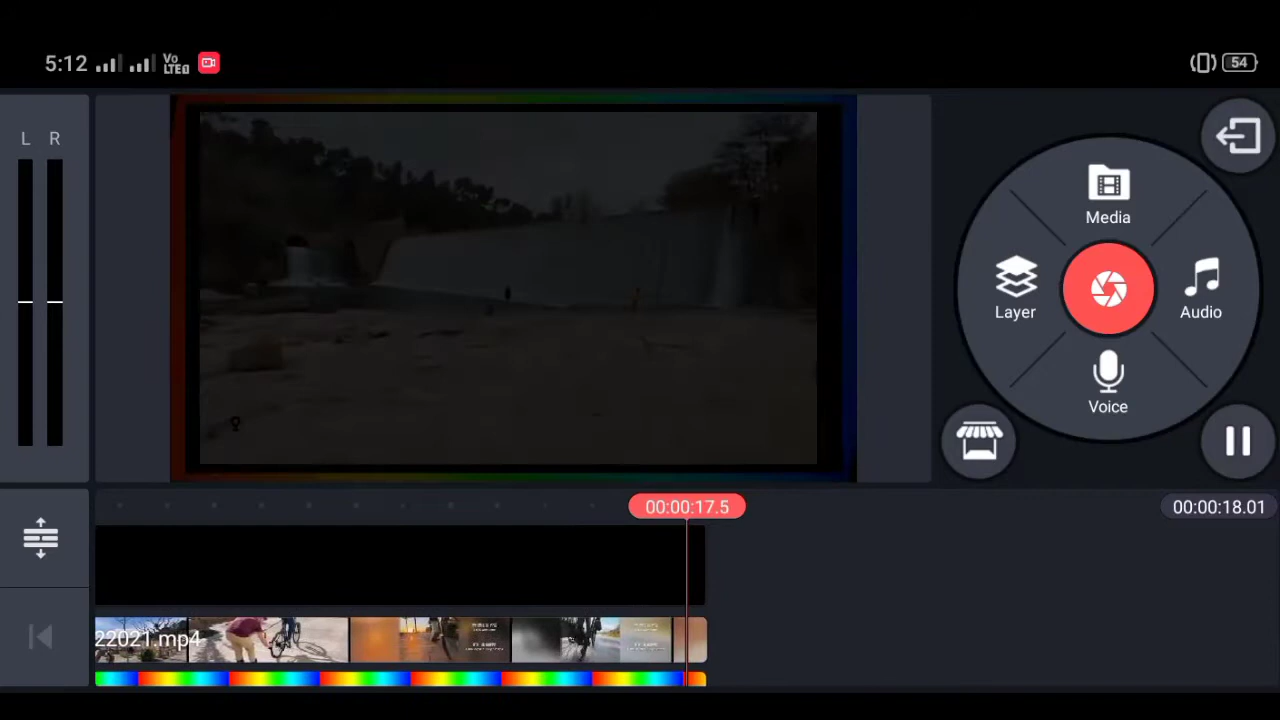 5:12
Vo
LTE
54
L R
Media
Layer
Audio
Voice
00:00:17.5
00:00:18.01
22021.mp4